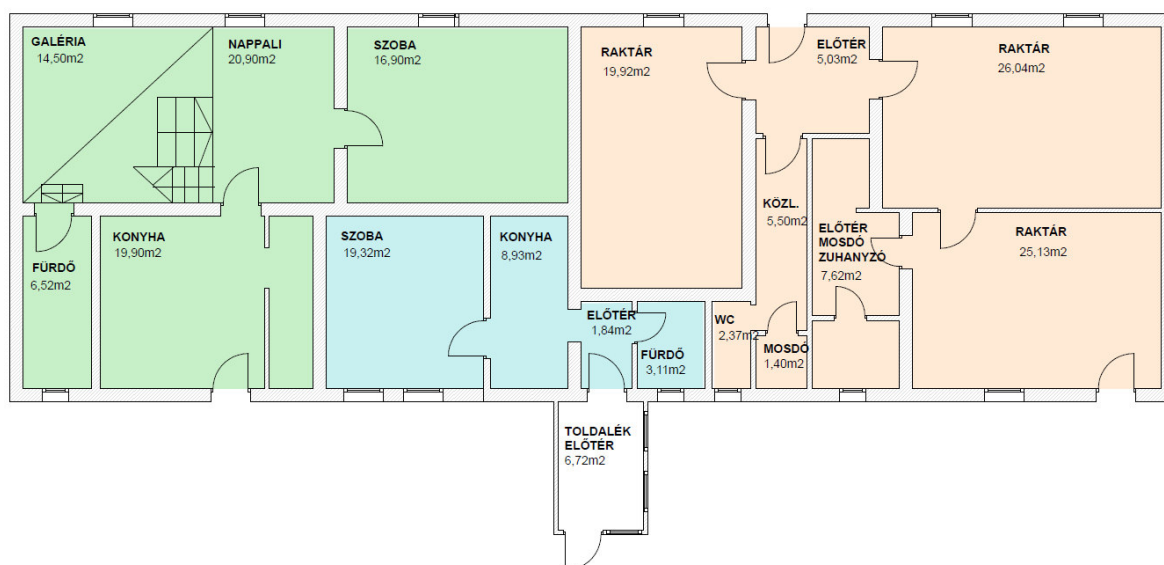 GALÉRIA
14,50m2
NAPPALI
20,90m2
SZOBA
16,90m2
RAKTÁR
19,92m2
ELŐTÉR
5,03m2
RAKTÁR
26,04m2
FÜRDŐ
6,52m2
KONYHA
19,90m2
SZOBA
19,32m2
KONYHA
8,93m2
ELŐTÉR
1,84m2
FÜRDŐ
3,11m2
WC
2,37m2
KÖZL.
5,50m2
MOSDÓ
1,40m2
ELŐTÉR
MOSDÓ
ZUHANYZÓ
7,62m2
RAKTÁR
25,13m2
TOLDALÉK
ELŐTÉR
6,72m2